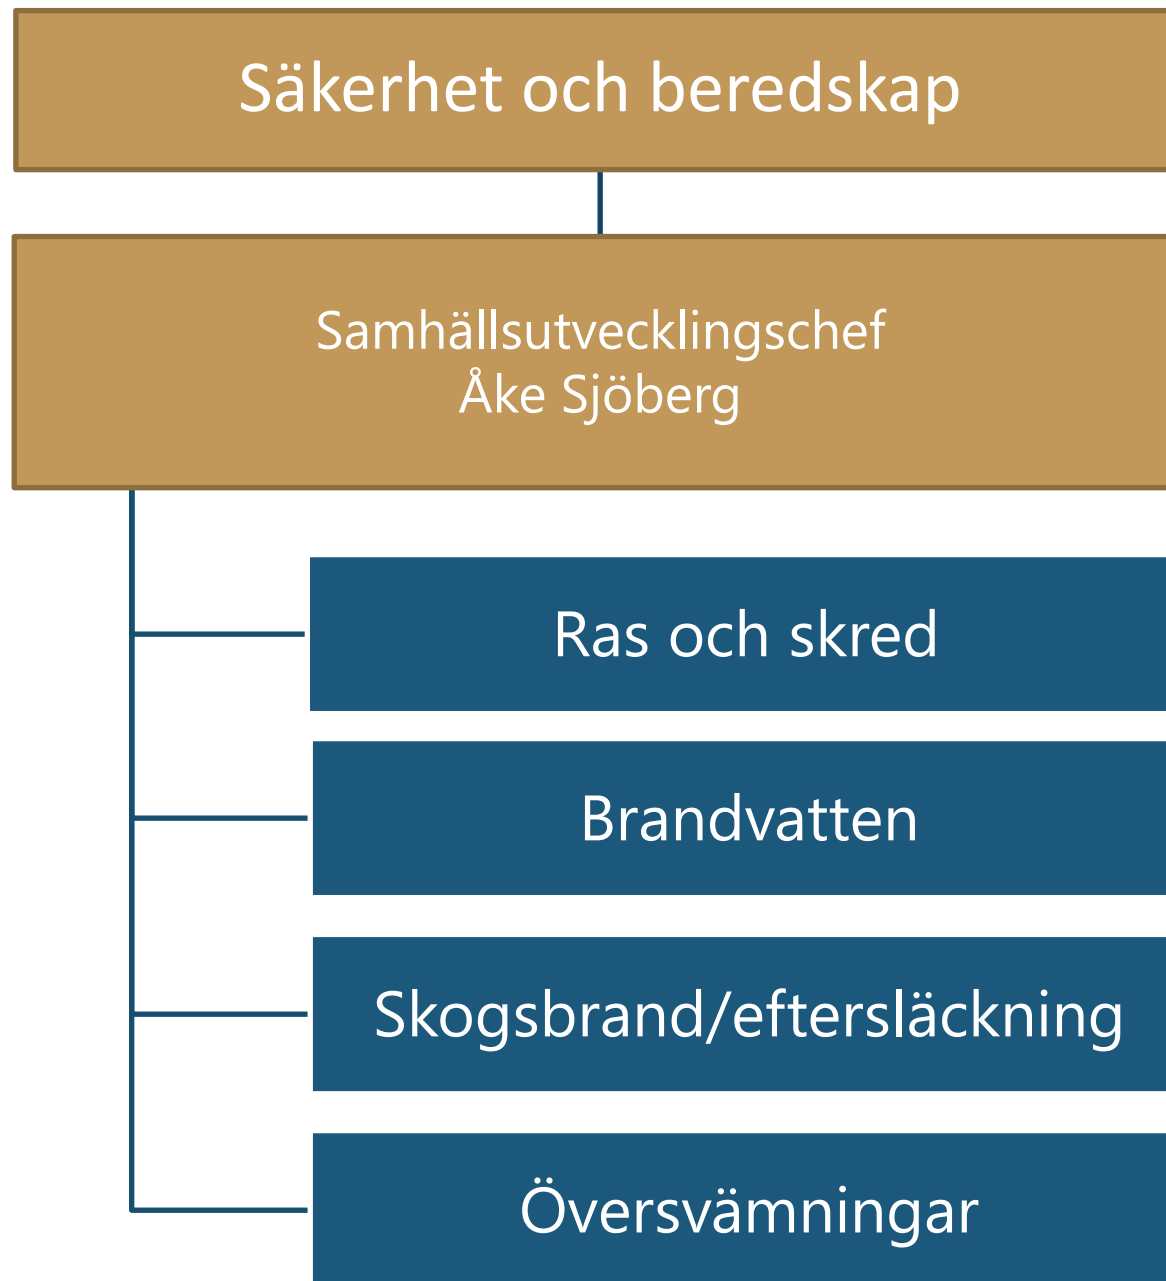 Säkerhet och beredskap
Samhällsutvecklingschef
Åke Sjöberg
Ras och skred
Brandvatten
Skogsbrand/eftersläckning
Översvämningar